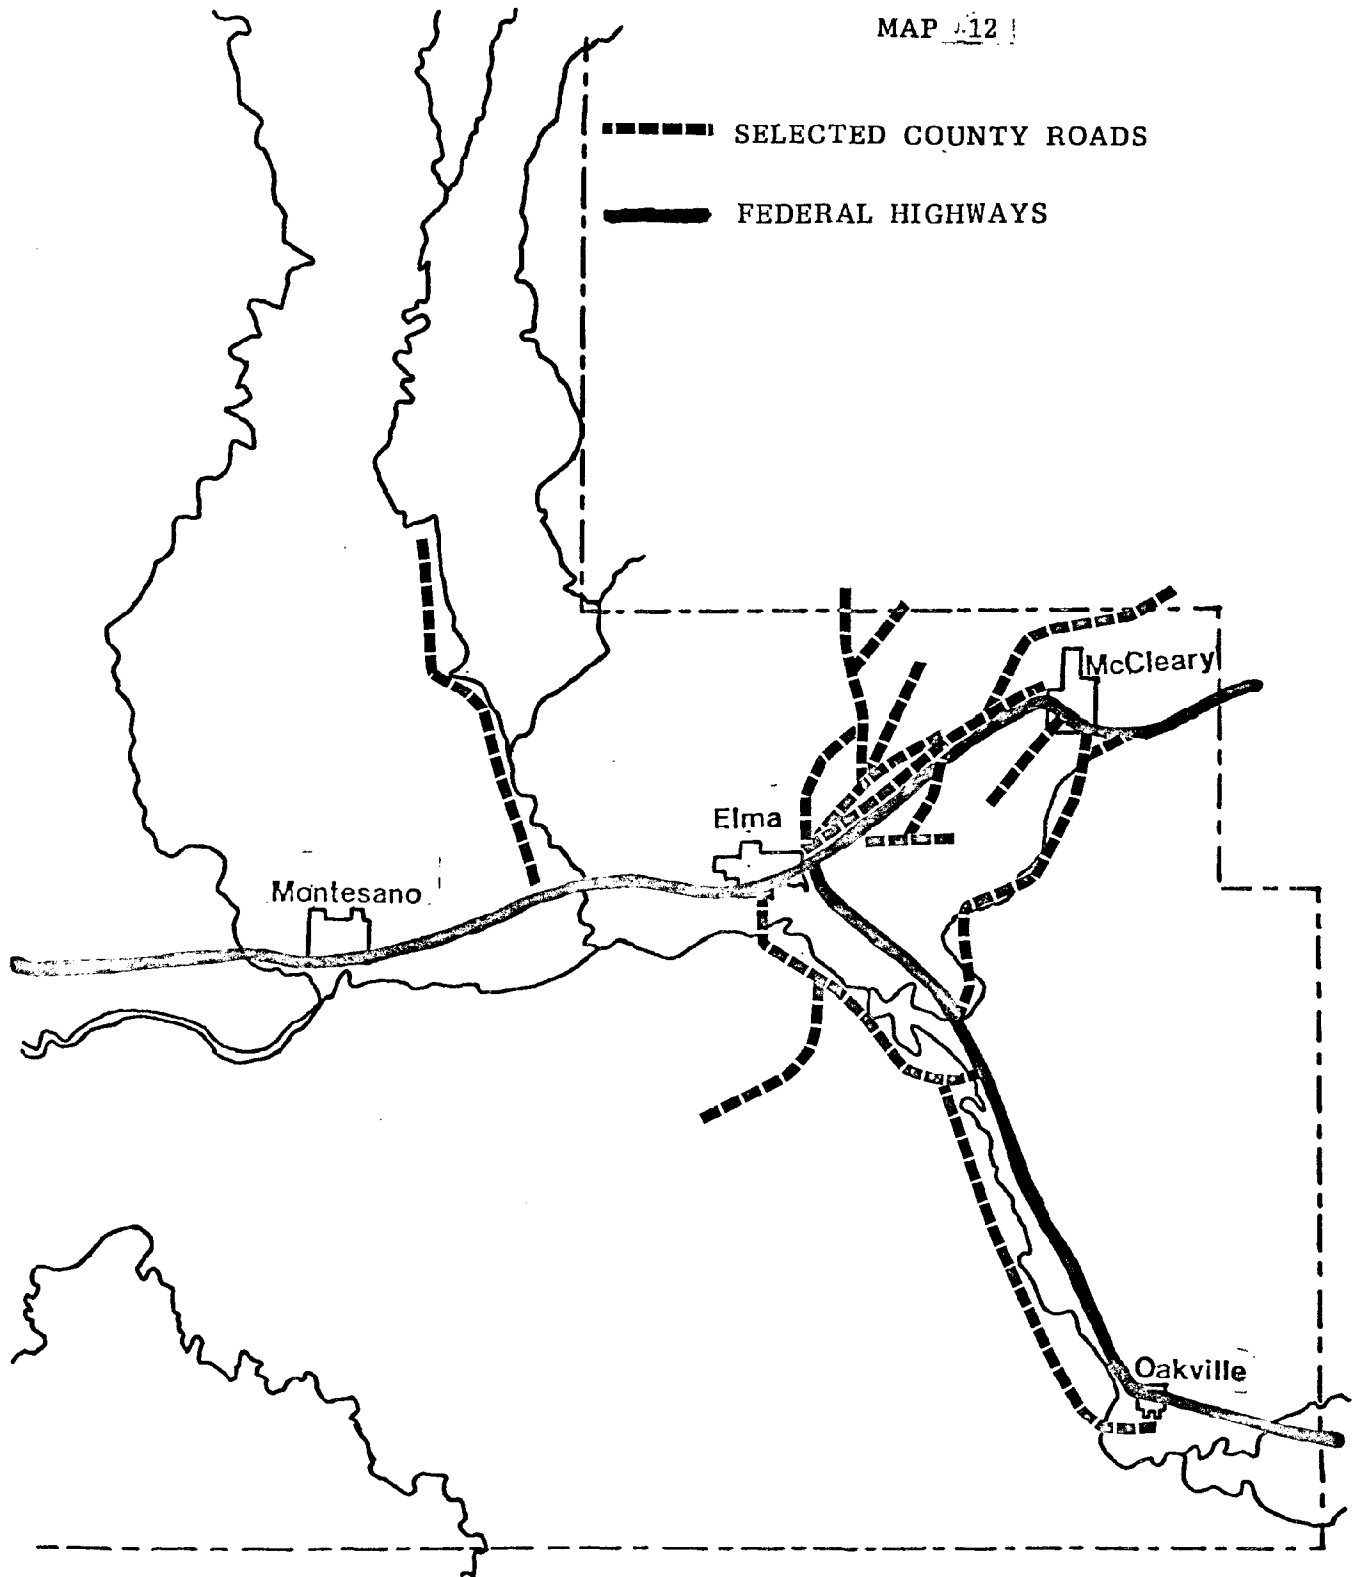 MAP 12
SELECTED COUNTY ROADS
FEDERAL HIGHWAYS
McCleary
Elma
Montesano
Oakville